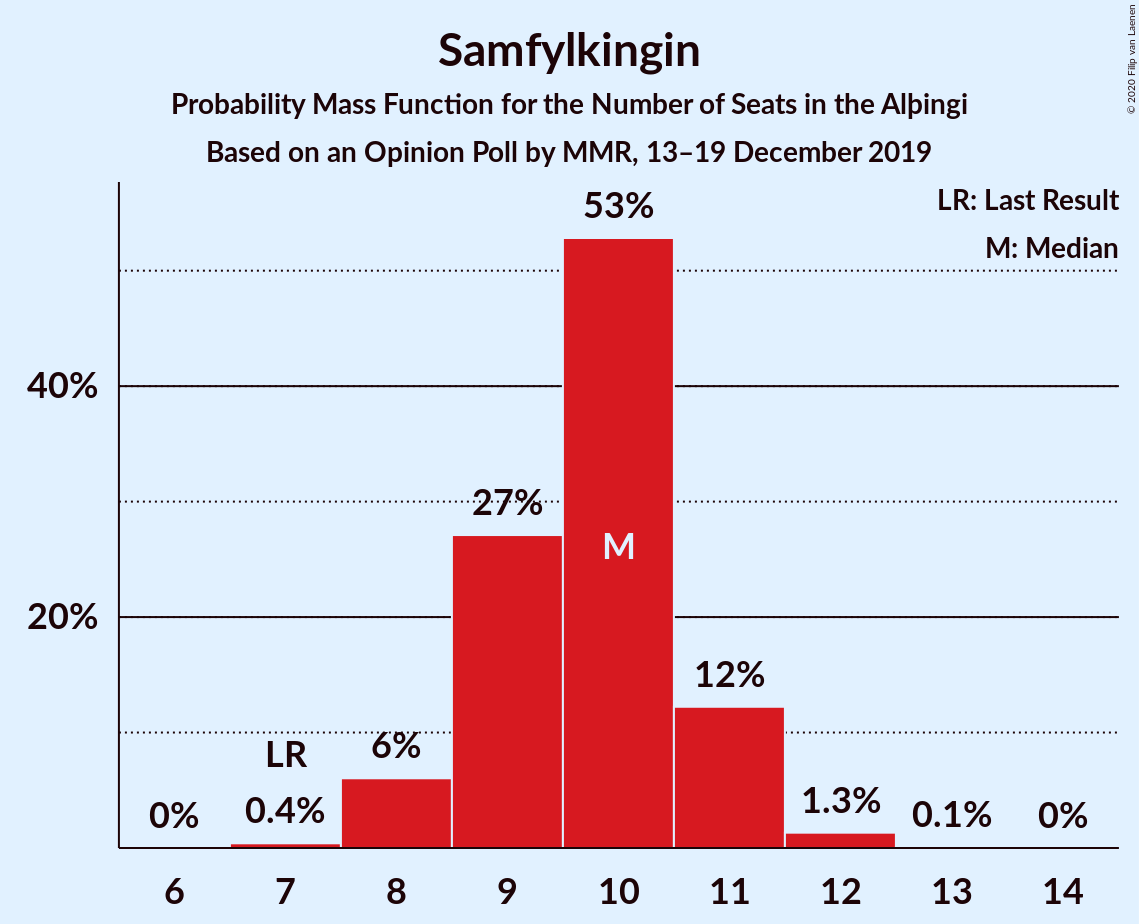 Samfylkingin
Probability Mass Function for the Number of Seats in the Alþingi
Based on an Opinion Poll by MMR, 13–19 December 2019
© 2020 Filip van Laenen
LR: Last Result
M: Median
53%
40%
27%
M
20%
12%
LR
6%
0%
0.4%
1.3%
0.1%
0%
6 7 8 9 10 11 12 13 14